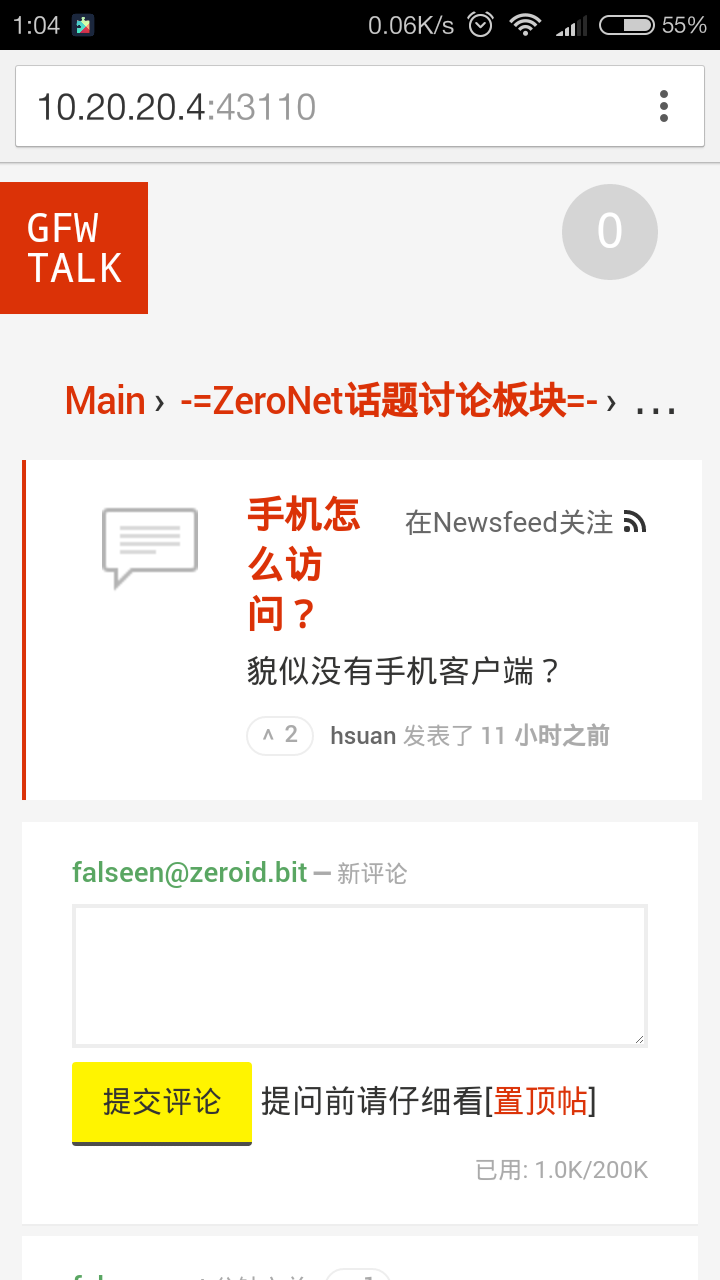 1:04 0.06K/s 55%
10.20.20.4:43110
GFW
TALK
0
Main › -=ZeroNet话题讨论板块=- › ...
手机怎
么访
问？
在Newsfeed关注
貌似没有手机客户端？
^ 2 hsuan 发表了 11 小时之前
falseen@zeroid.bit — 新评论
提交评论 提问前请仔细看[置顶帖]
已用: 1.0K/200K